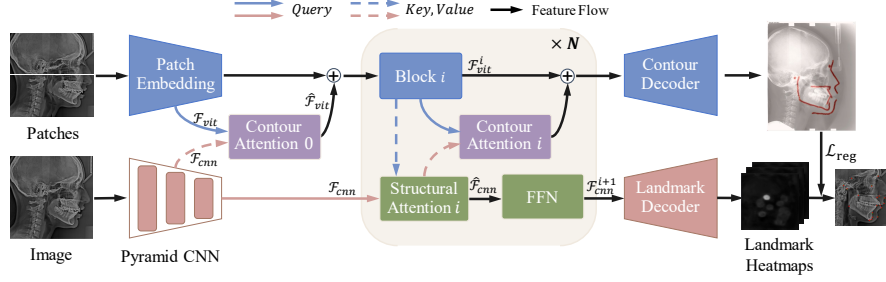 Query
Key,Value
Feature Flow
× N
Patch
Embedding
Block i
F^i_vit
Contour
Decoder
F̂_vit
Patches
F_vit
Contour
Attention 0
Contour
Attention i
L_reg
F_cnn
F_cnn
Structural
Attention i
F̂_cnn
FFN
F^{i+1}_cnn
Landmark
Decoder
Image
Pyramid CNN
Landmark
Heatmaps